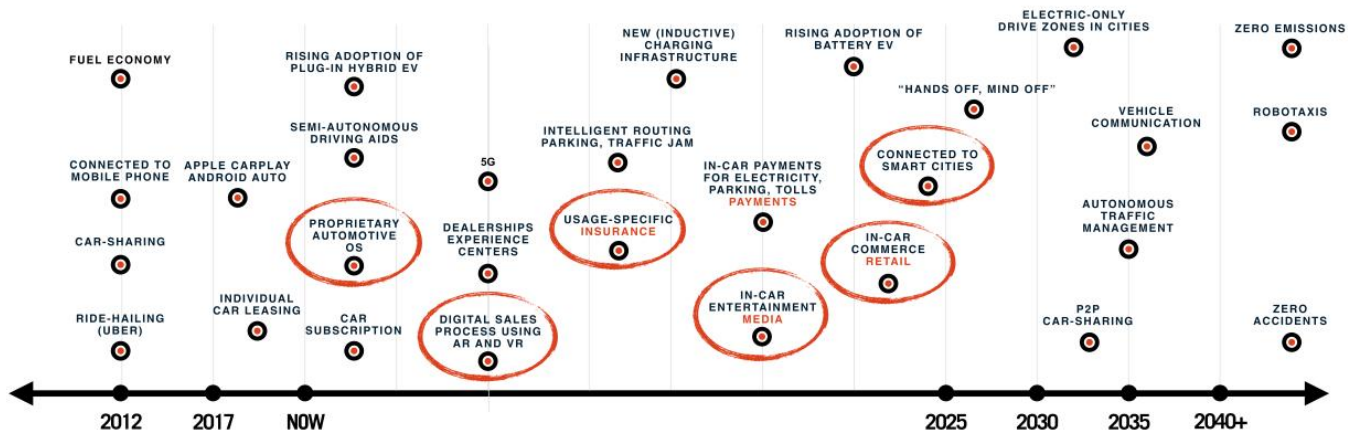 FUEL ECONOMY
CONNECTED TO
MOBILE PHONE
CAR-SHARING
RIDE-HAILING
(UBER)
APPLE CARPLAY
ANDROID AUTO
INDIVIDUAL
CAR LEASING
RISING ADOPTION OF
PLUG-IN HYBRID EV
SEMI-AUTONOMOUS
DRIVING AIDS
PROPRIETARY
AUTOMOTIVE
OS
CAR
SUBSCRIPTION
5G
DEALERSHIPS
EXPERIENCE
CENTERS
DIGITAL SALES
PROCESS USING
AR AND VR
INTELLIGENT ROUTING
PARKING, TRAFFIC JAM
USAGE-SPECIFIC
INSURANCE
NEW (INDUCTIVE)
CHARGING
INFRASTRUCTURE
IN-CAR PAYMENTS
FOR ELECTRICITY,
PARKING, TOLLS
PAYMENTS
IN-CAR
ENTERTAINMENT
MEDIA
RISING ADOPTION OF
BATTERY EV
"HANDS OFF, MIND OFF"
CONNECTED TO
SMART CITIES
IN-CAR
COMMERCE
RETAIL
ELECTRIC-ONLY
DRIVE ZONES IN CITIES
VEHICLE
COMMUNICATION
AUTONOMOUS
TRAFFIC
MANAGEMENT
P2P
CAR-SHARING
ZERO EMISSIONS
ROBOTAXIS
ZERO
ACCIDENTS
2012
2017
NOW
2025
2030
2035
2040+